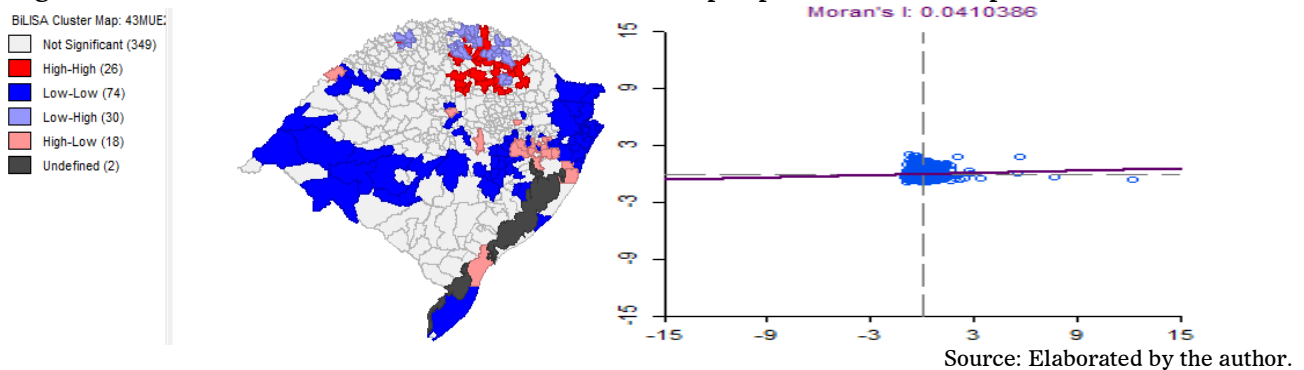 BiLISA Cluster Map: 43MUE2
Not Significant (349)
High-High (26)
Low-Low (74)
Low-High (30)
High-Low (18)
Undefined (2)
Moran's I: 0.0410386
15
9
3
-3
-9
-15
-15
-9
-3
3
9
15
Source: Elaborated by the author.